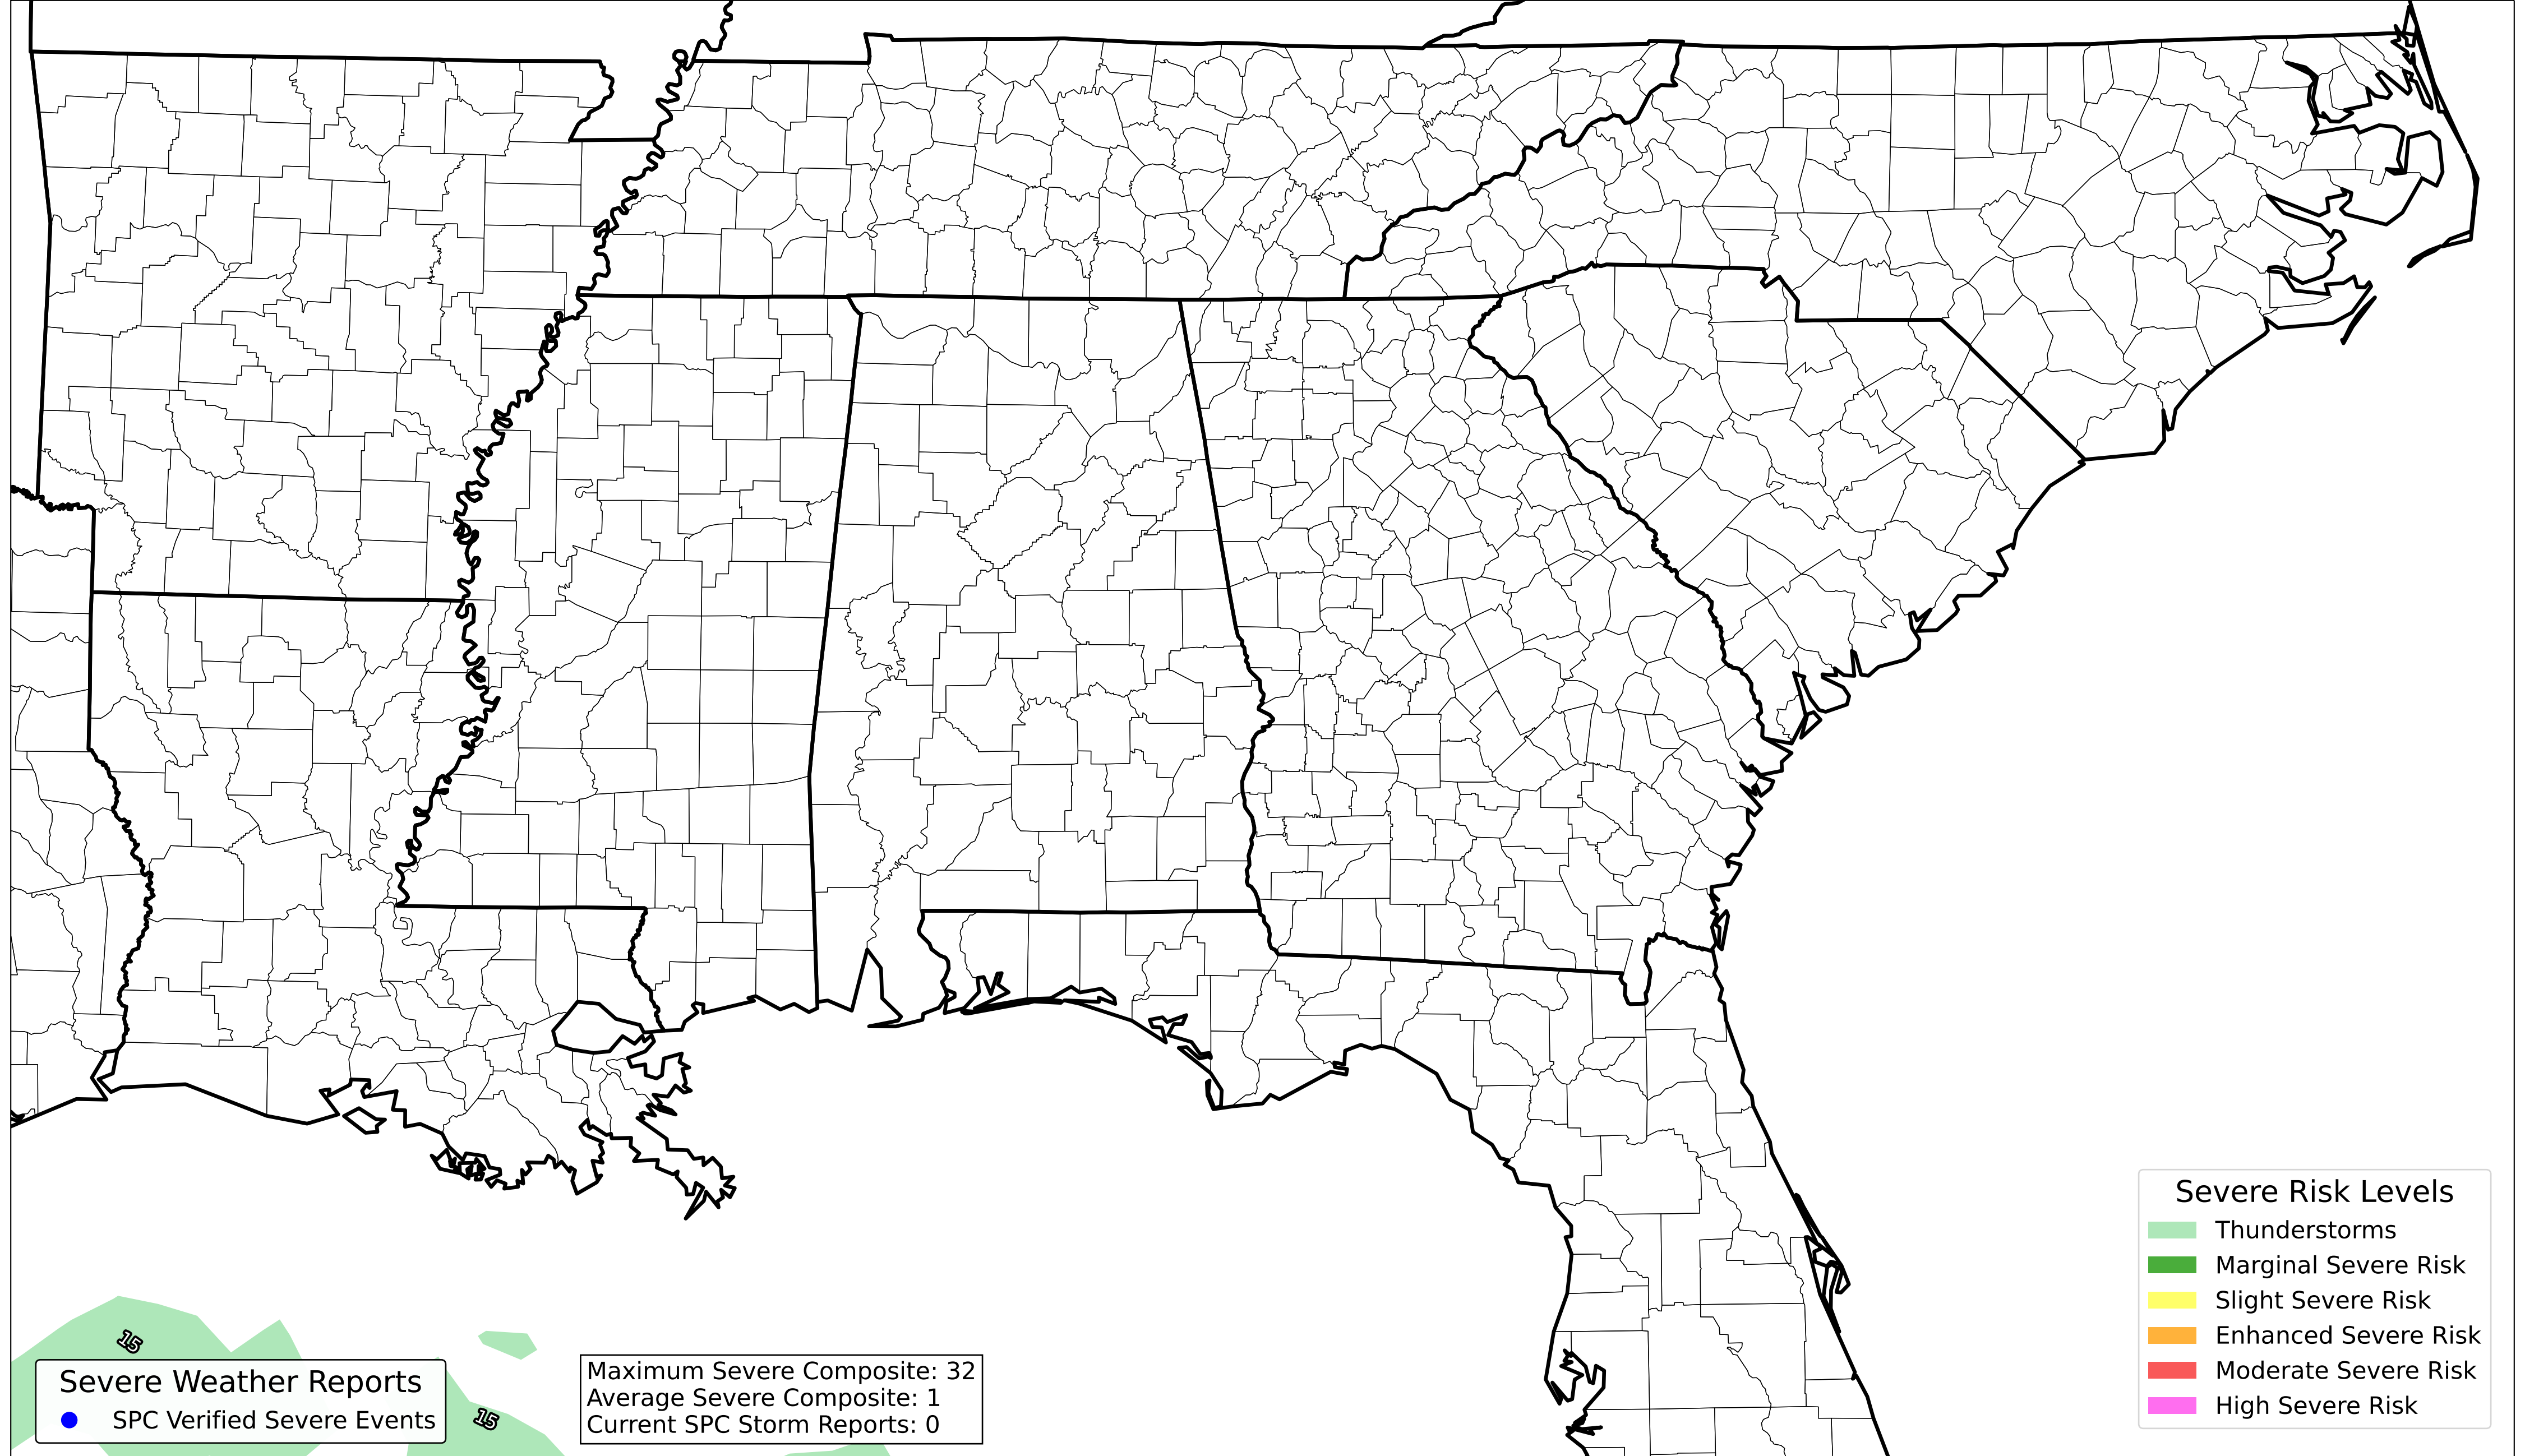 15
15
Severe Weather Reports
SPC Verified Severe Events
Maximum Severe Composite: 32
Average Severe Composite: 1
Current SPC Storm Reports: 0
Severe Risk Levels
Thunderstorms
Marginal Severe Risk
Slight Severe Risk
Enhanced Severe Risk
Moderate Severe Risk
High Severe Risk